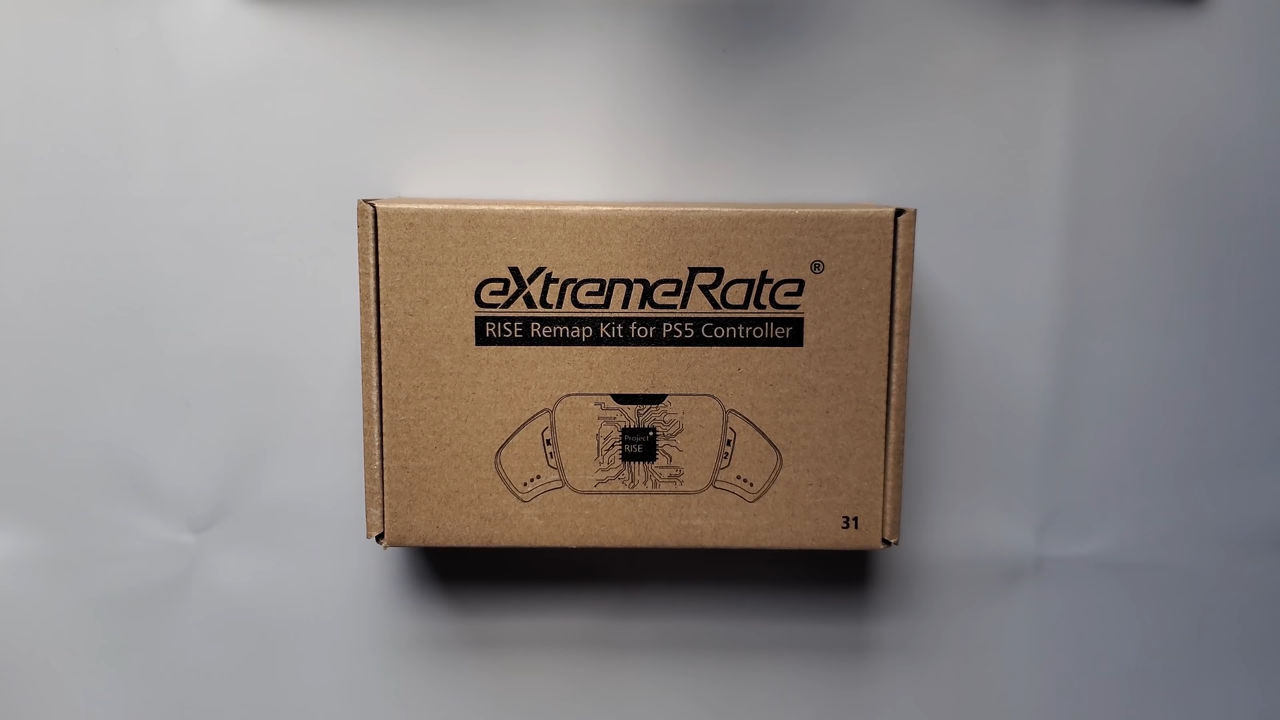 eXtremeRate®
RISE Remap Kit for PS5 Controller
Project
RISE
31